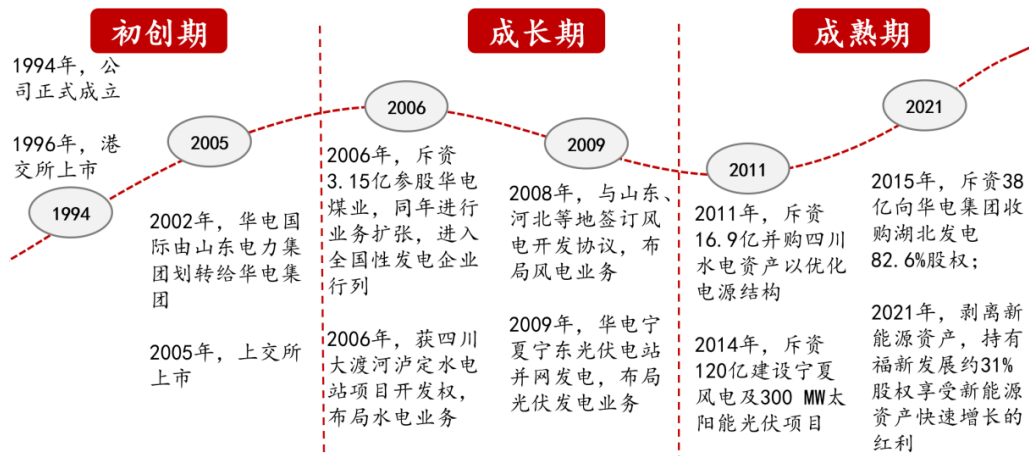 初创期
1994年，公
司正式成立
1996年，港
交所上市
1994
2005
2002年，华电国
际由山东电力集
团划转给华电集
团
2005年，上交所
上市
成长期
2006
2006年，斥资
3.15亿参股华电
煤业，同年进行
业务扩张，进入
全国性发电企业
行列
2006年，获四川
大渡河泸定水电
站项目开发权，
布局水电业务
2009
2008年，与山东、
河北等地签订风
电开发协议，布
局风电业务
2009年，华电宁
夏宁东光伏电站
并网发电，布局
光伏发电业务
成熟期
2011
2011年，斥资
16.9亿并购四川
水电资产以优化
电源结构
2014年，斥资
120亿建设宁夏
风电及300 MW太
阳能光伏项目
2021
2015年，斥资38
亿向华电集团收
购湖北发电
82.6%股权；
2021年，剥离新
能源资产，持有
福新发展约31%
股权享受新能源
资产快速增长的
红利